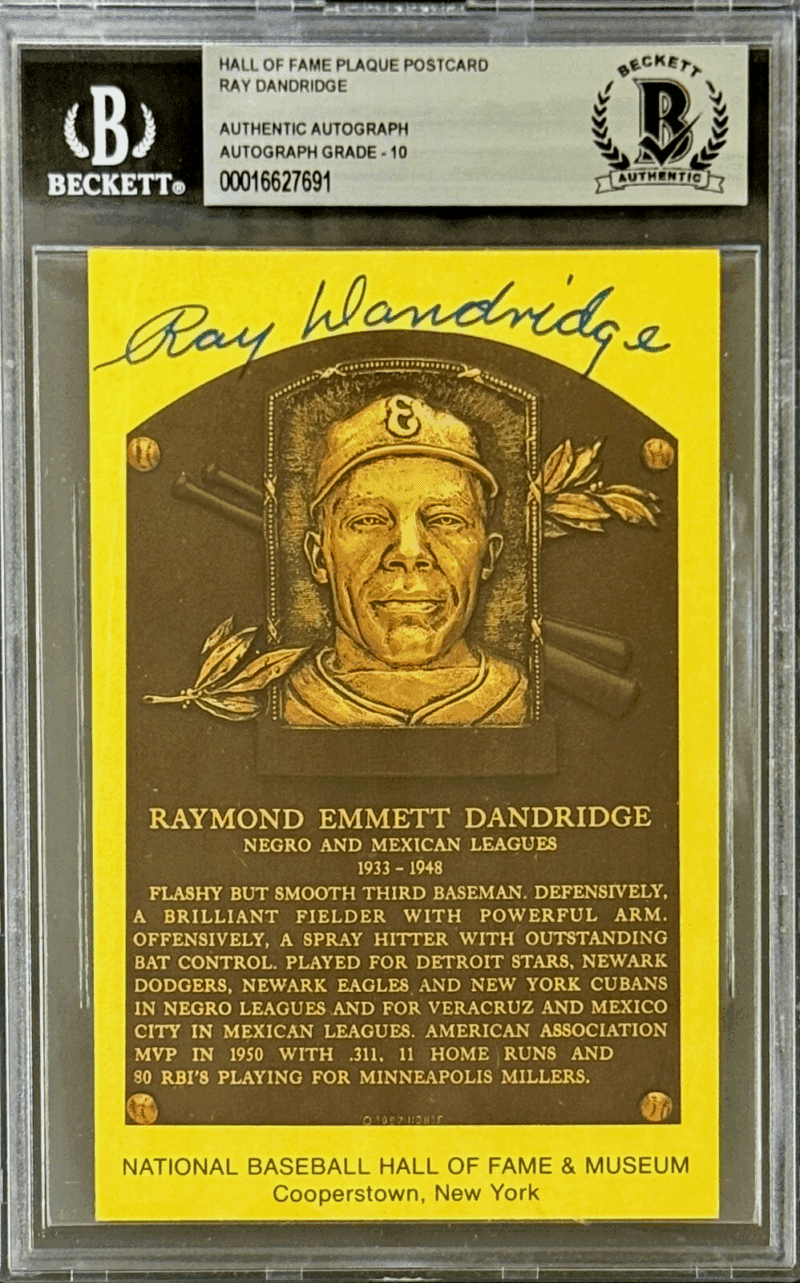 HALL OF FAME PLAQUE POSTCARD
RAY DANDRIDGE
AUTHENTIC AUTOGRAPH
AUTOGRAPH GRADE - 10
00016627691
B
BECKETT®
BECKETT
B
AUTHENTIC
Ray Dandridge
E
RAYMOND EMMETT DANDRIDGE
NEGRO AND MEXICAN LEAGUES
1933 – 1948
FLASHY BUT SMOOTH THIRD BASEMAN. DEFENSIVELY,
A BRILLIANT FIELDER WITH POWERFUL ARM.
OFFENSIVELY, A SPRAY HITTER WITH OUTSTANDING
BAT CONTROL. PLAYED FOR DETROIT STARS, NEWARK
DODGERS, NEWARK EAGLES AND NEW YORK CUBANS
IN NEGRO LEAGUES AND FOR VERACRUZ AND MEXICO
CITY IN MEXICAN LEAGUES. AMERICAN ASSOCIATION
MVP IN 1950 WITH .311, 11 HOME RUNS AND
80 RBI'S PLAYING FOR MINNEAPOLIS MILLERS.
NATIONAL BASEBALL HALL OF FAME & MUSEUM
Cooperstown, New York